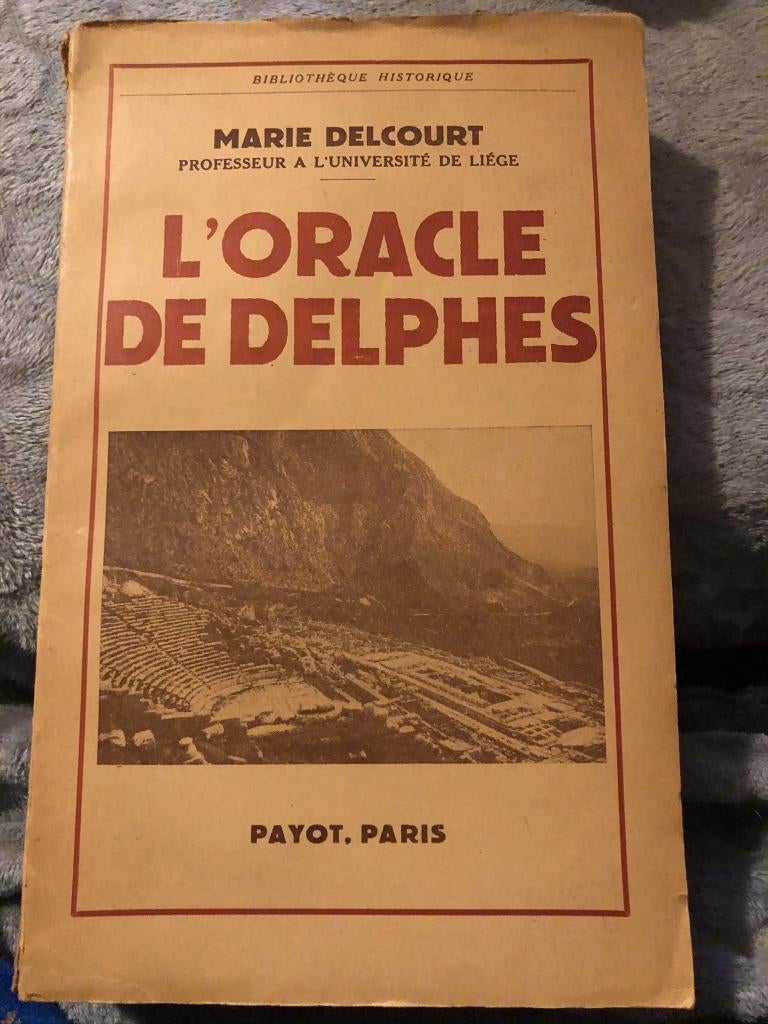 BIBLIOTHÈQUE HISTORIQUE
MARIE DELCOURT
PROFESSEUR A L'UNIVERSITÉ DE LIÉGE
L'ORACLE
DE DELPHES
PAYOT, PARIS